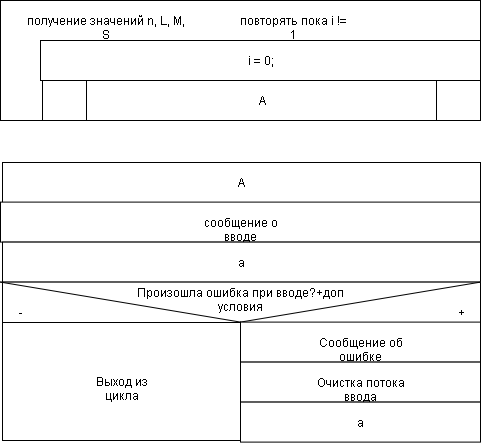 получение значений n, L, M,
S
повторять пока i !=
1
i = 0;
A
A
сообщение о
вводе
a
Произошла ошибка при вводе?+доп
условия
-
+
Выход из
цикла
Сообщение об
ошибке
Очистка потока
ввода
a